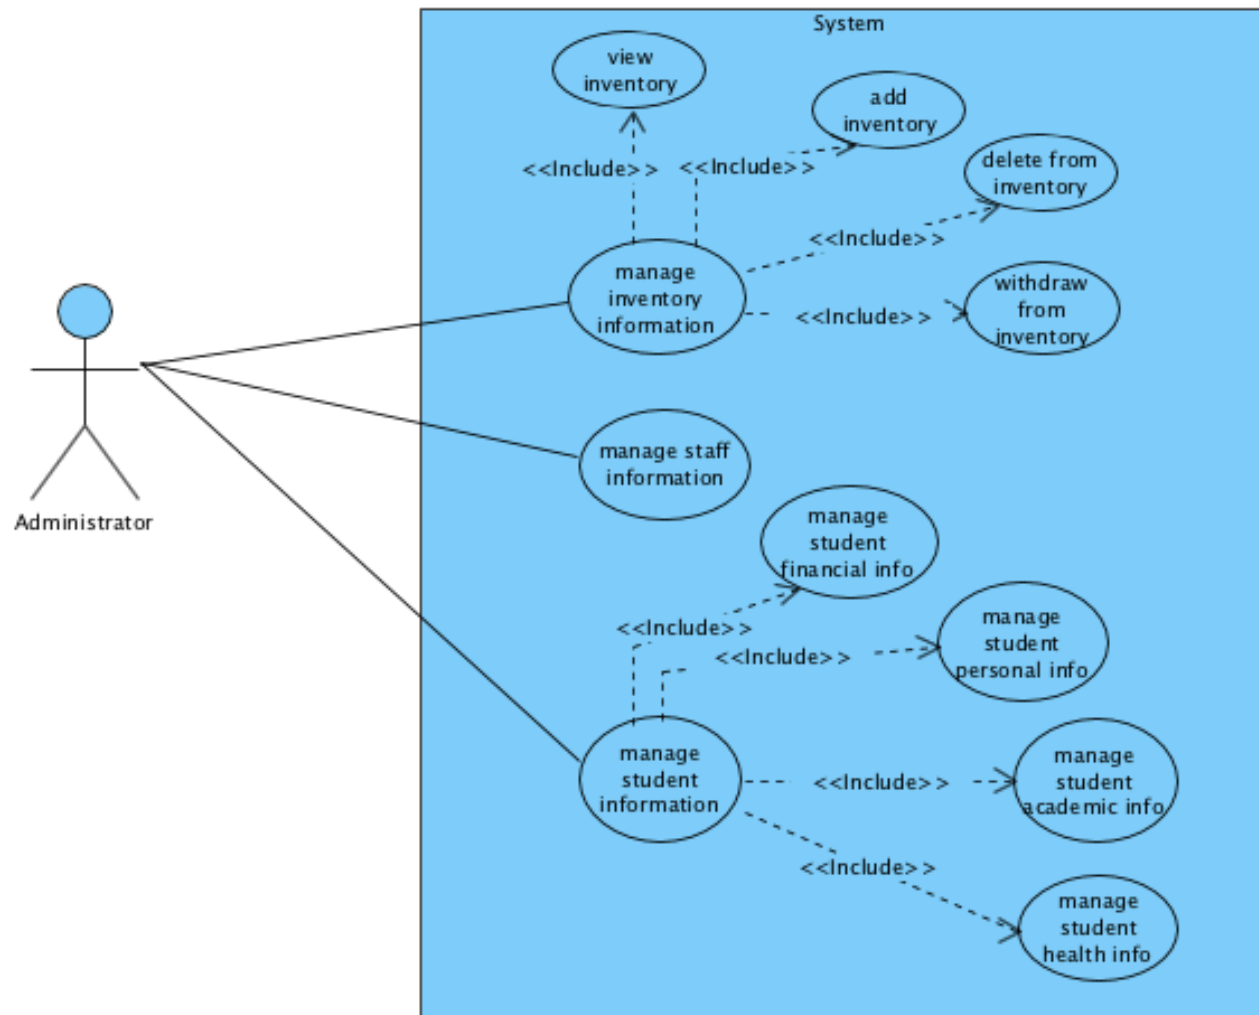 System
view
inventory
add
inventory
<<Include>>
<<Include>>
delete from
inventory
<<Include>>
manage
inventory
information
<<Include>>
withdraw
from
inventory
Administrator
manage staff
information
manage
student
financial info
<<Include>>
<<Include>>
manage
student
personal info
manage
student
information
<<Include>>
manage
student
academic info
<<Include>>
manage
student
health info